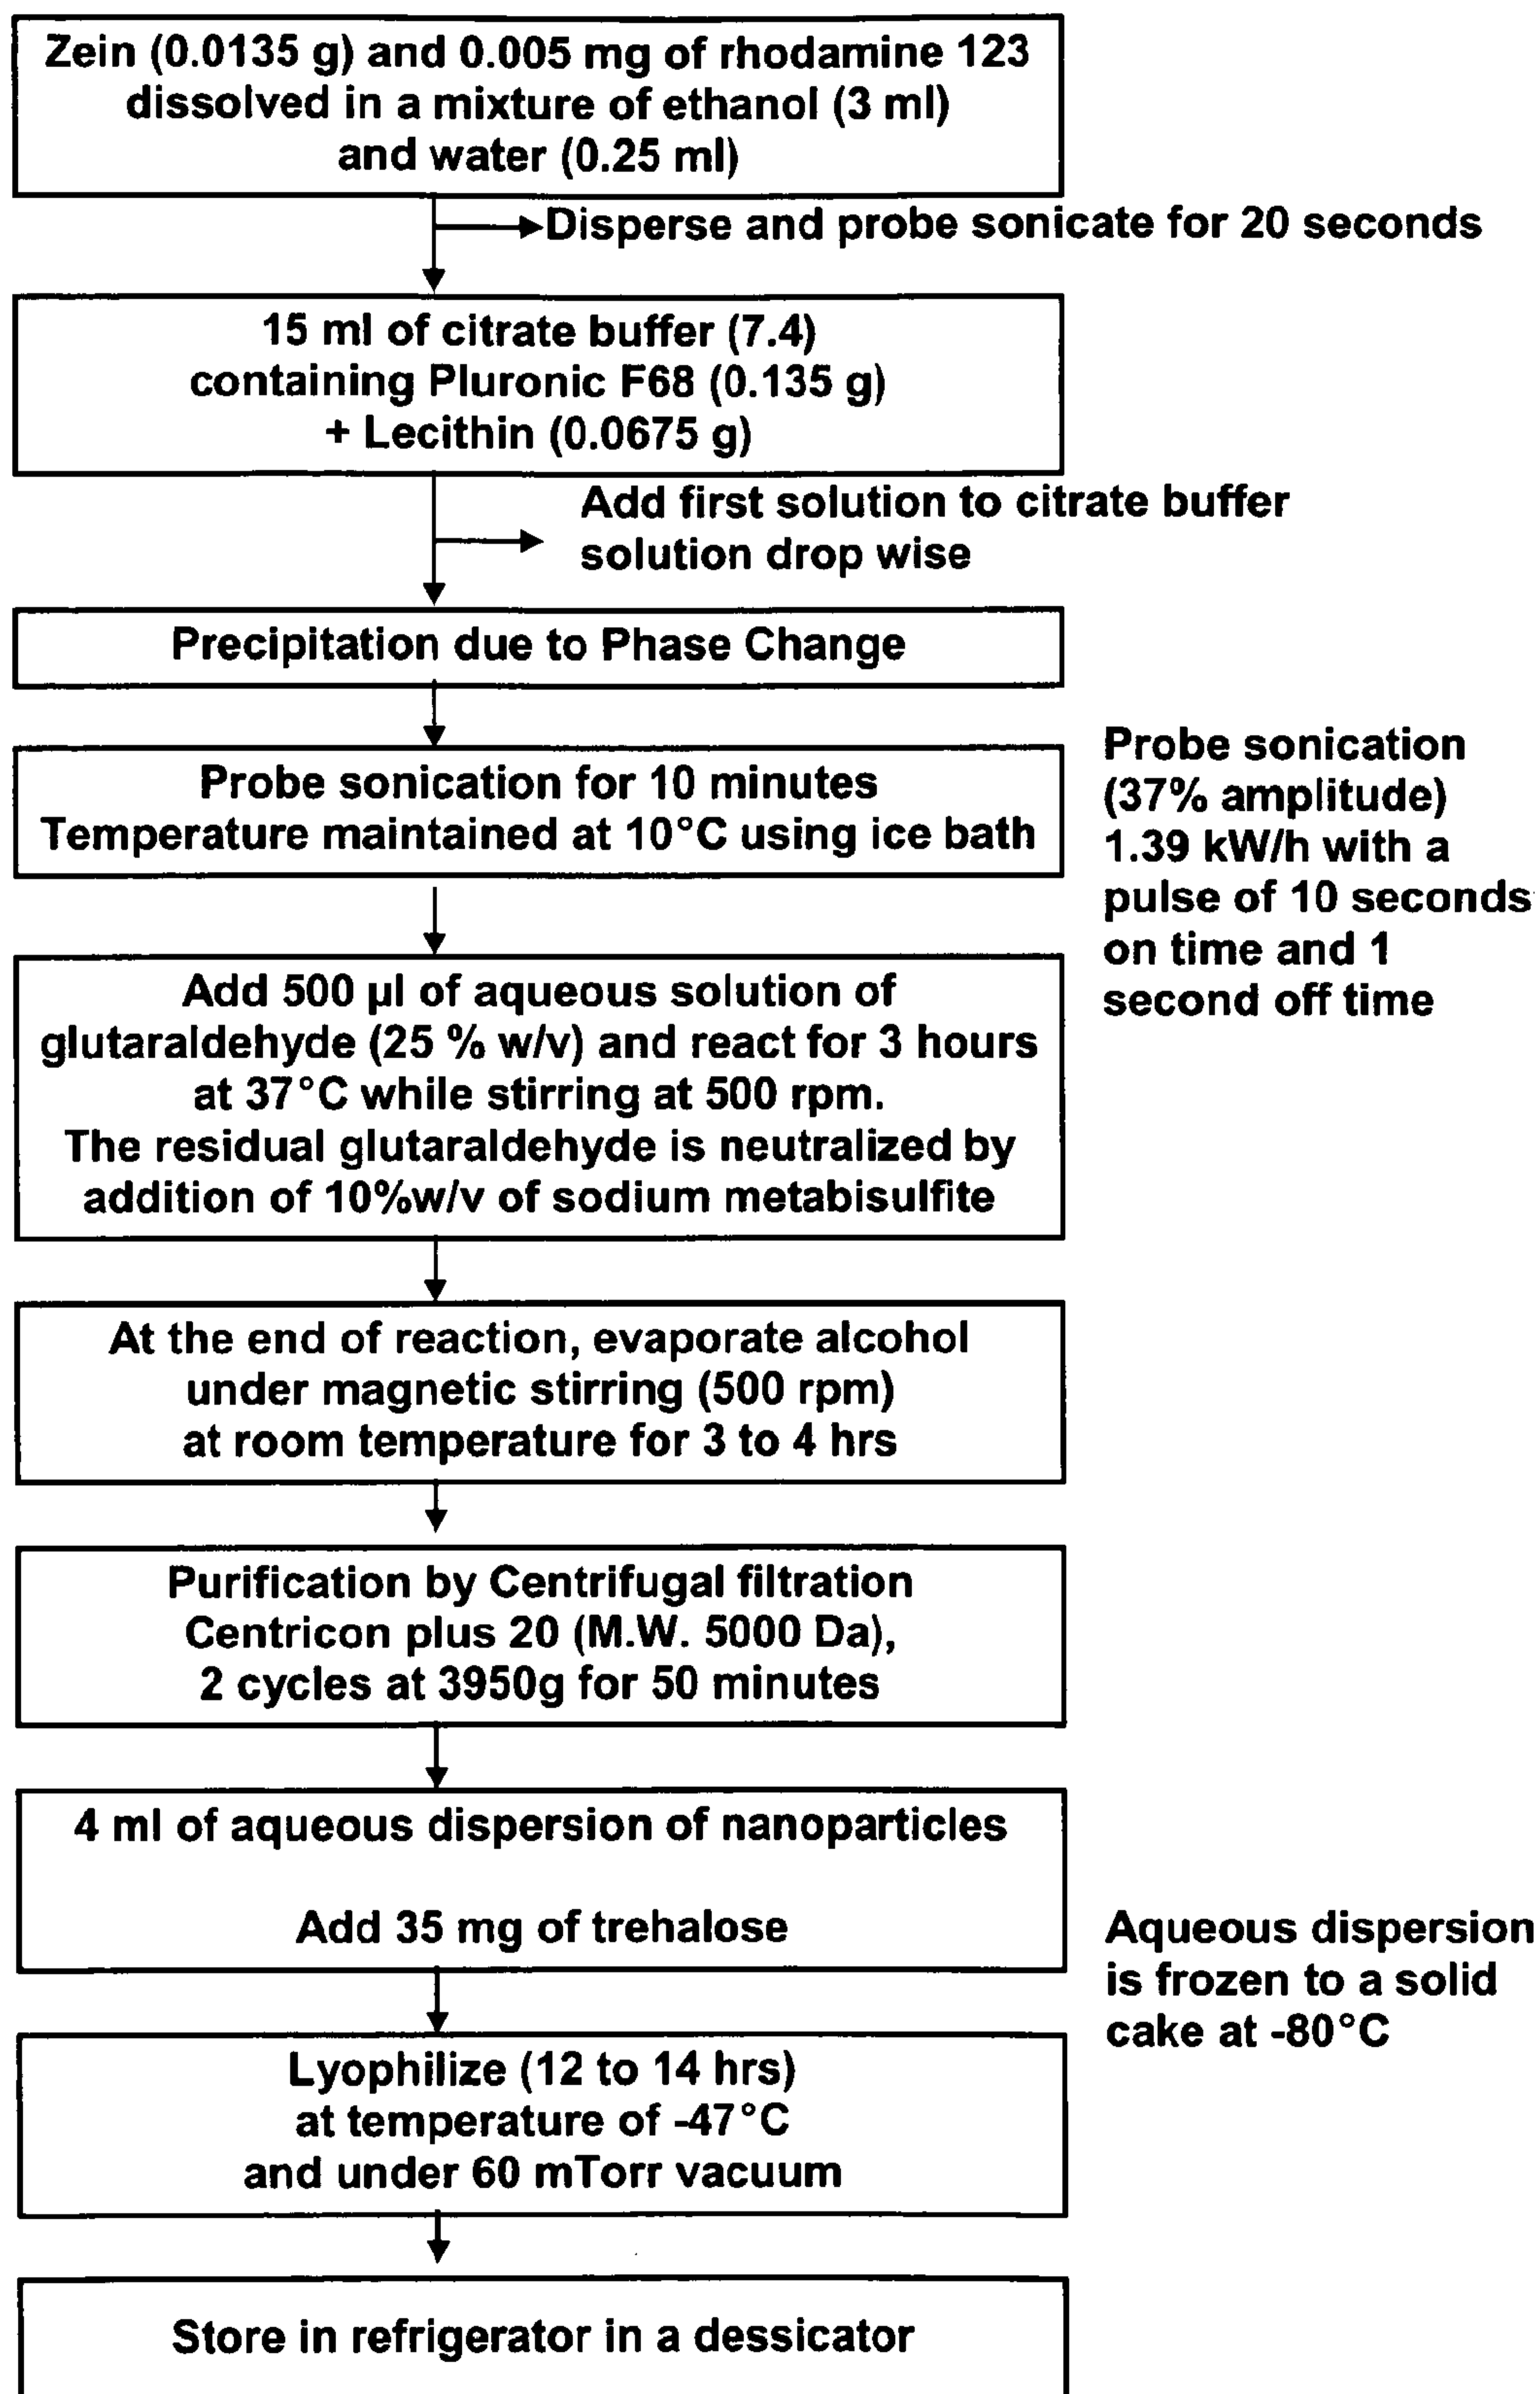 Zein (0.0135 g) and 0.005 mg of rhodamine 123
dissolved in a mixture of ethanol (3 ml)
and water (0.25 ml)
Disperse and probe sonicate for 20 seconds
15 ml of citrate buffer (7.4)
containing Pluronic F68 (0.135 g)
+ Lecithin (0.0675 g)
Add first solution to citrate buffer
solution drop wise
Precipitation due to Phase Change
Probe sonication for 10 minutes
Temperature maintained at 10°C using ice bath
Probe sonication
(37% amplitude)
1.39 kW/h with a
pulse of 10 seconds
on time and 1
second off time
Add 500 µl of aqueous solution of
glutaraldehyde (25 % w/v) and react for 3 hours
at 37°C while stirring at 500 rpm.
The residual glutaraldehyde is neutralized by
addition of 10%w/v of sodium metabisulfite
At the end of reaction, evaporate alcohol
under magnetic stirring (500 rpm)
at room temperature for 3 to 4 hrs
Purification by Centrifugal filtration
Centricon plus 20 (M.W. 5000 Da),
2 cycles at 3950g for 50 minutes
4 ml of aqueous dispersion of nanoparticles
Add 35 mg of trehalose
Aqueous dispersion
is frozen to a solid
cake at -80°C
Lyophilize (12 to 14 hrs)
at temperature of -47°C
and under 60 mTorr vacuum
Store in refrigerator in a dessicator